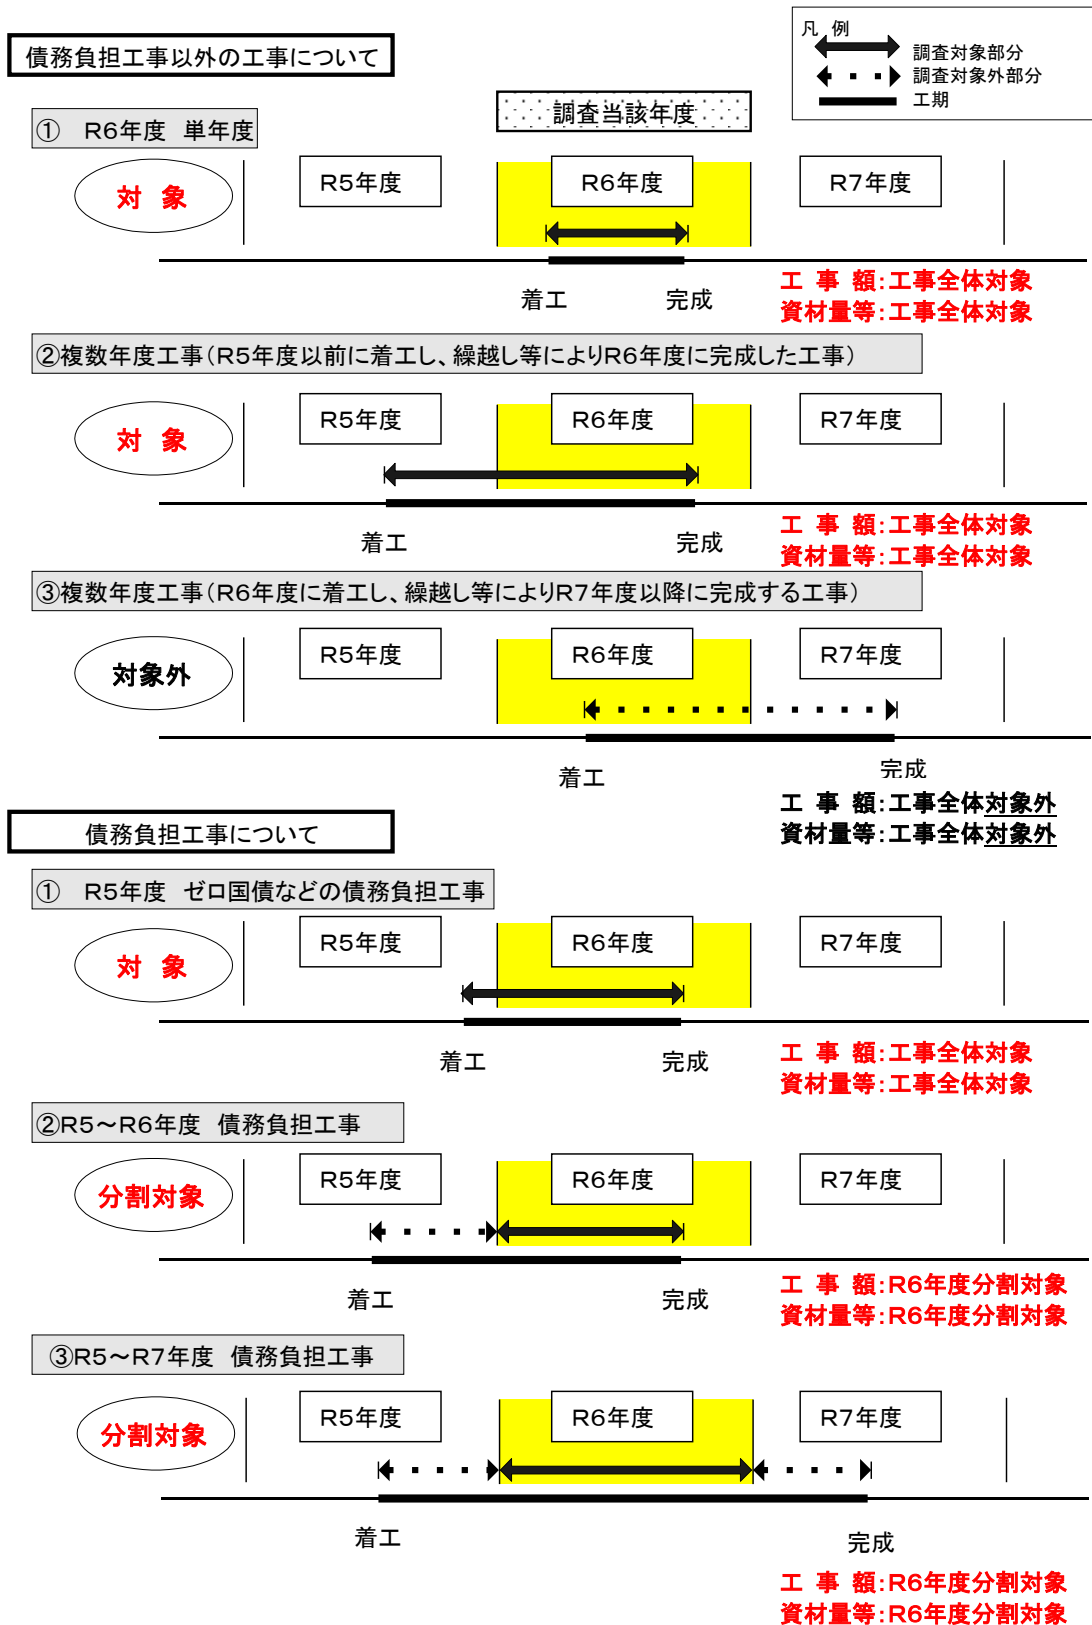 凡 例
調査対象部分
調査対象外部分
工期
債務負担工事以外の工事について
調査当該年度
① R6年度 単年度
対 象
R5年度
R6年度
R7年度
着工
完成
工 事 額:工事全体対象
資材量等:工事全体対象
②複数年度工事(R5年度以前に着工し、繰越し等によりR6年度に完成した工事)
対 象
R5年度
R6年度
R7年度
着工
完成
工 事 額:工事全体対象
資材量等:工事全体対象
③複数年度工事(R6年度に着工し、繰越し等によりR7年度以降に完成する工事)
対象外
R5年度
R6年度
R7年度
着工
完成
工 事 額:工事全体対象外
資材量等:工事全体対象外
債務負担工事について
① R5年度 ゼロ国債などの債務負担工事
対 象
R5年度
R6年度
R7年度
着工
完成
工 事 額:工事全体対象
資材量等:工事全体対象
②R5～R6年度 債務負担工事
分割対象
R5年度
R6年度
R7年度
着工
完成
工 事 額:R6年度分割対象
資材量等:R6年度分割対象
③R5～R7年度 債務負担工事
分割対象
R5年度
R6年度
R7年度
着工
完成
工 事 額:R6年度分割対象
資材量等:R6年度分割対象